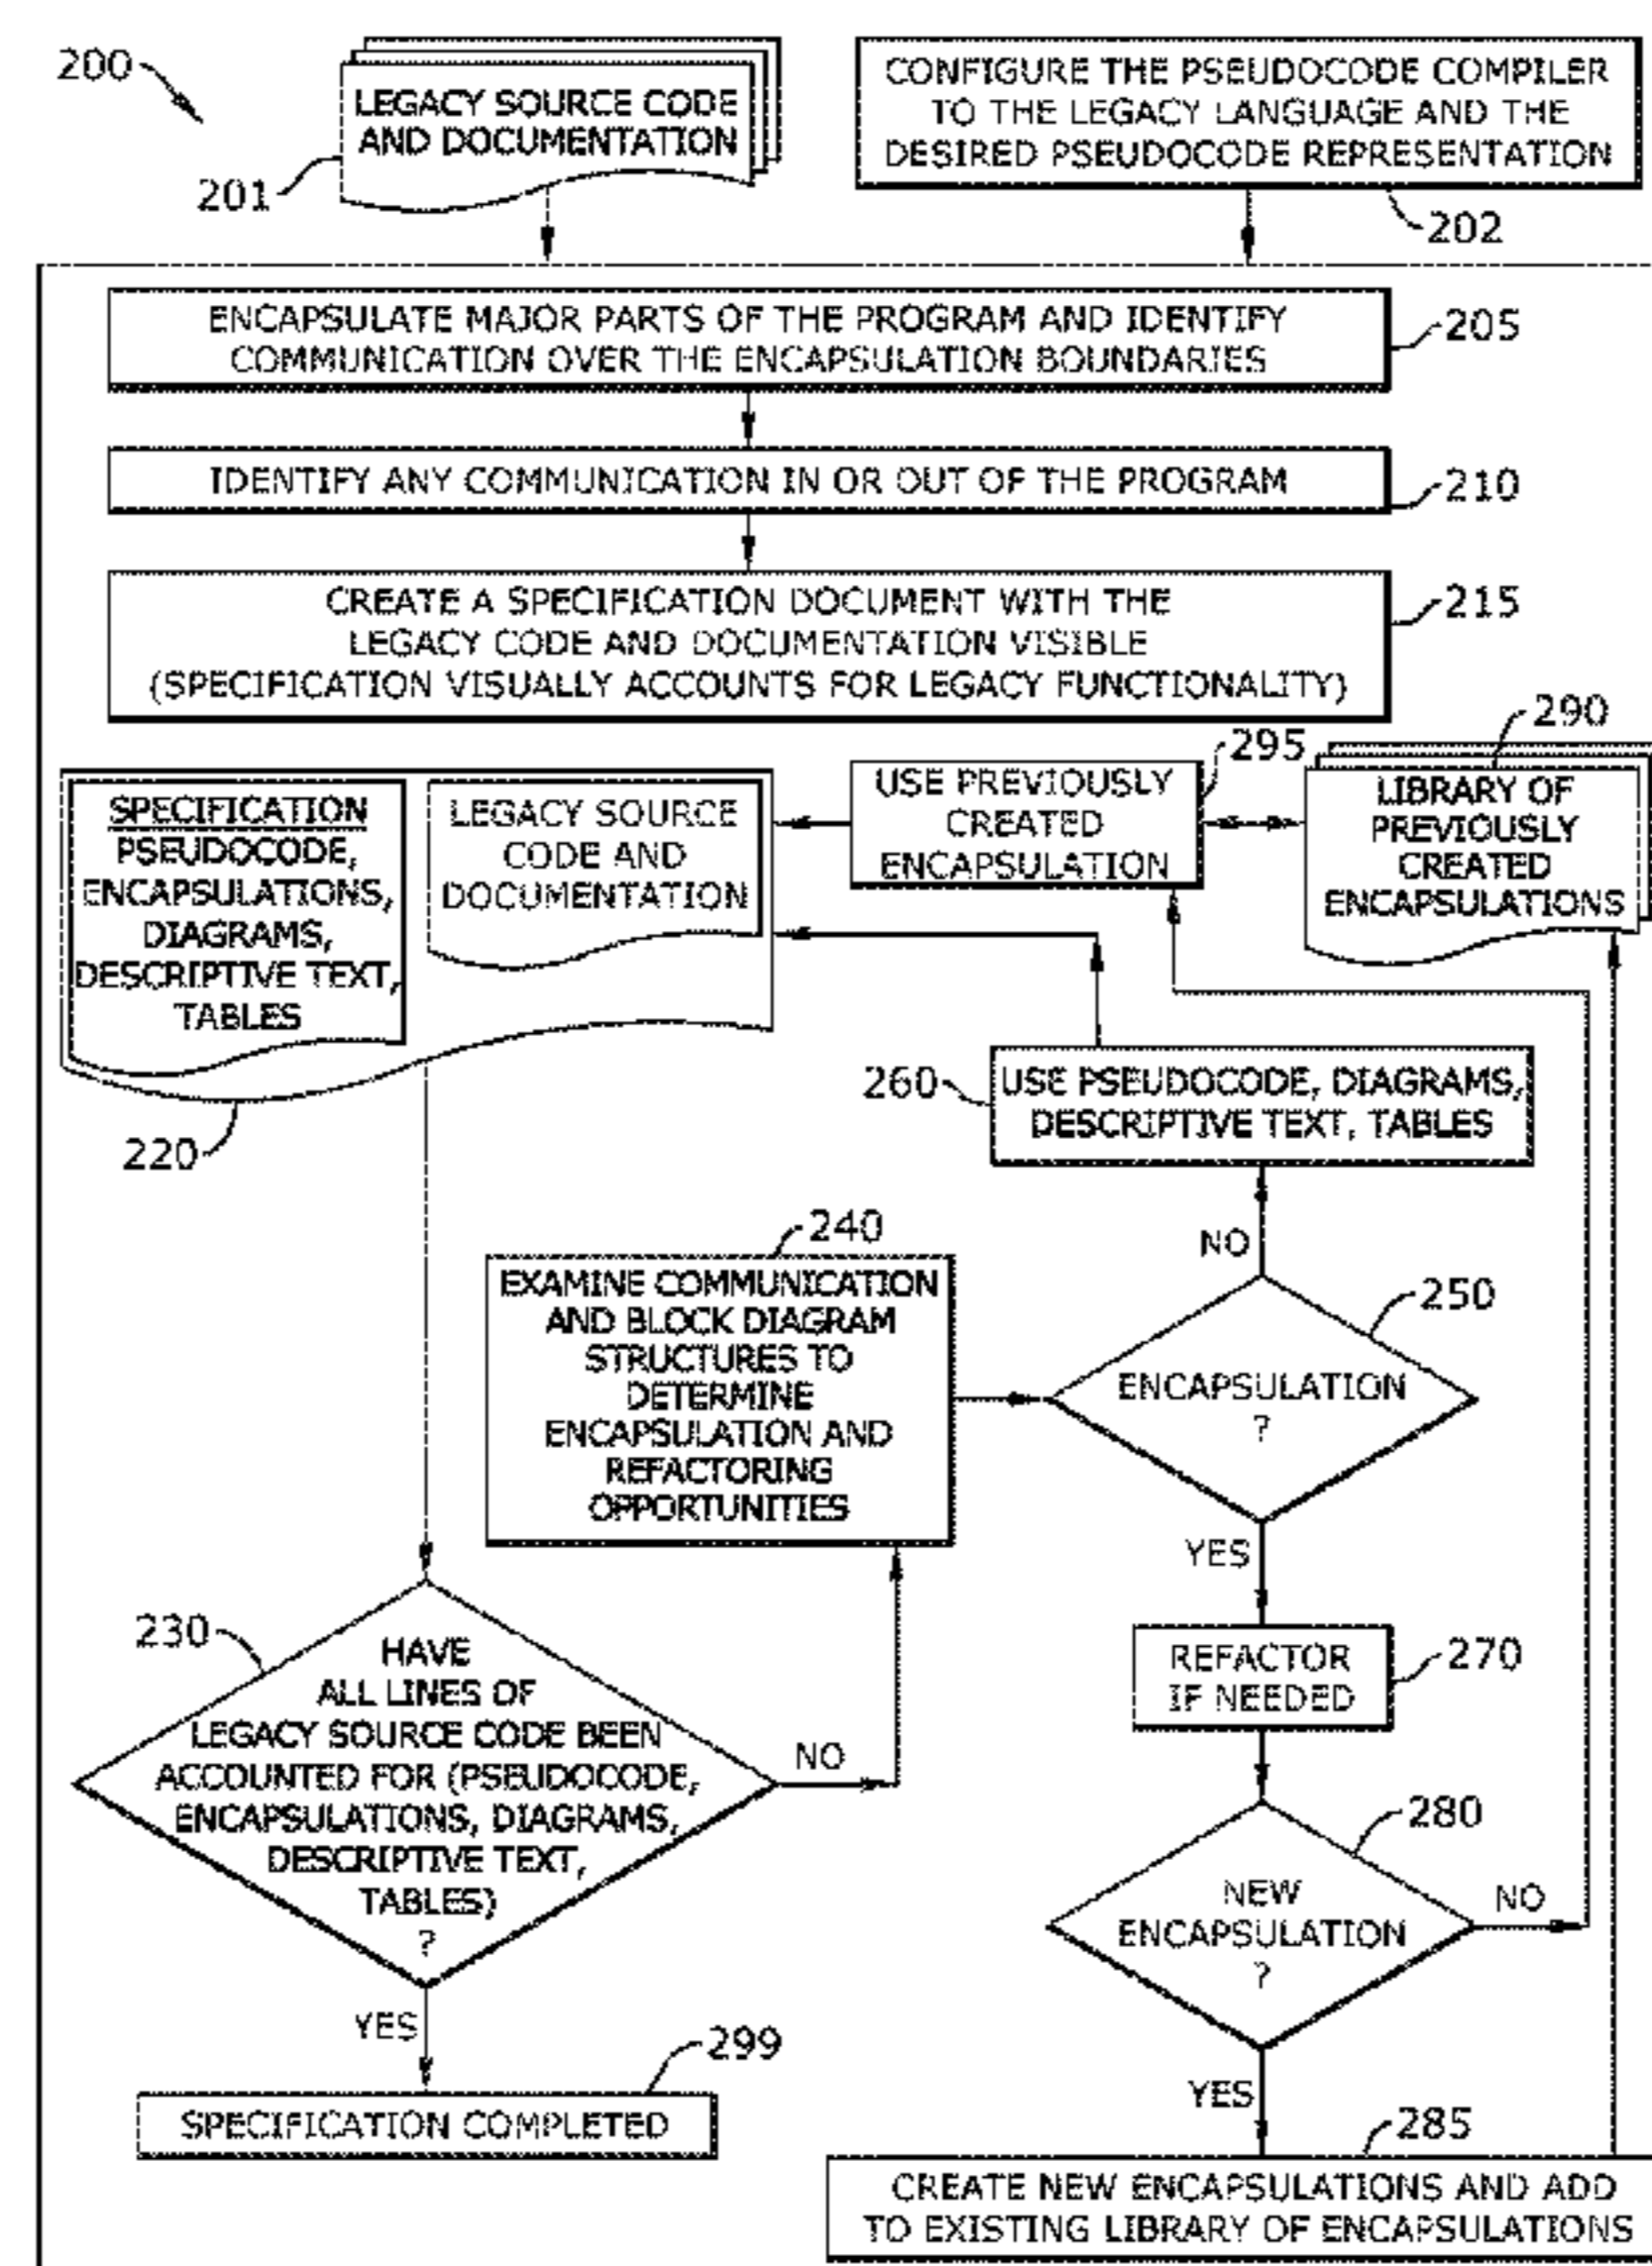 200
LEGACY SOURCE CODE
AND DOCUMENTATION
201
CONFIGURE THE PSEUDOCODE COMPILER
TO THE LEGACY LANGUAGE AND THE
DESIRED PSEUDOCODE REPRESENTATION
202
ENCAPSULATE MAJOR PARTS OF THE PROGRAM AND IDENTIFY
COMMUNICATION OVER THE ENCAPSULATION BOUNDARIES
205
IDENTIFY ANY COMMUNICATION IN OR OUT OF THE PROGRAM
210
CREATE A SPECIFICATION DOCUMENT WITH THE
LEGACY CODE AND DOCUMENTATION VISIBLE
(SPECIFICATION VISUALLY ACCOUNTS FOR LEGACY FUNCTIONALITY)
215
SPECIFICATION
PSEUDOCODE,
ENCAPSULATIONS,
DIAGRAMS,
DESCRIPTIVE TEXT,
TABLES
LEGACY SOURCE
CODE AND
DOCUMENTATION
220
USE PREVIOUSLY
CREATED
ENCAPSULATION
295
290
LIBRARY OF
PREVIOUSLY
CREATED
ENCAPSULATIONS
260
USE PSEUDOCODE, DIAGRAMS,
DESCRIPTIVE TEXT, TABLES
240
EXAMINE COMMUNICATION
AND BLOCK DIAGRAM
STRUCTURES TO
DETERMINE
ENCAPSULATION AND
REFACTORING
OPPORTUNITIES
NO
250
ENCAPSULATION
?
YES
230
HAVE
ALL LINES OF
LEGACY SOURCE CODE BEEN
ACCOUNTED FOR (PSEUDOCODE,
ENCAPSULATIONS, DIAGRAMS,
DESCRIPTIVE TEXT,
TABLES)
?
NO
YES
REFACTOR
IF NEEDED
270
280
NEW
ENCAPSULATION
?
NO
YES
299
SPECIFICATION COMPLETED
285
CREATE NEW ENCAPSULATIONS AND ADD
TO EXISTING LIBRARY OF ENCAPSULATIONS